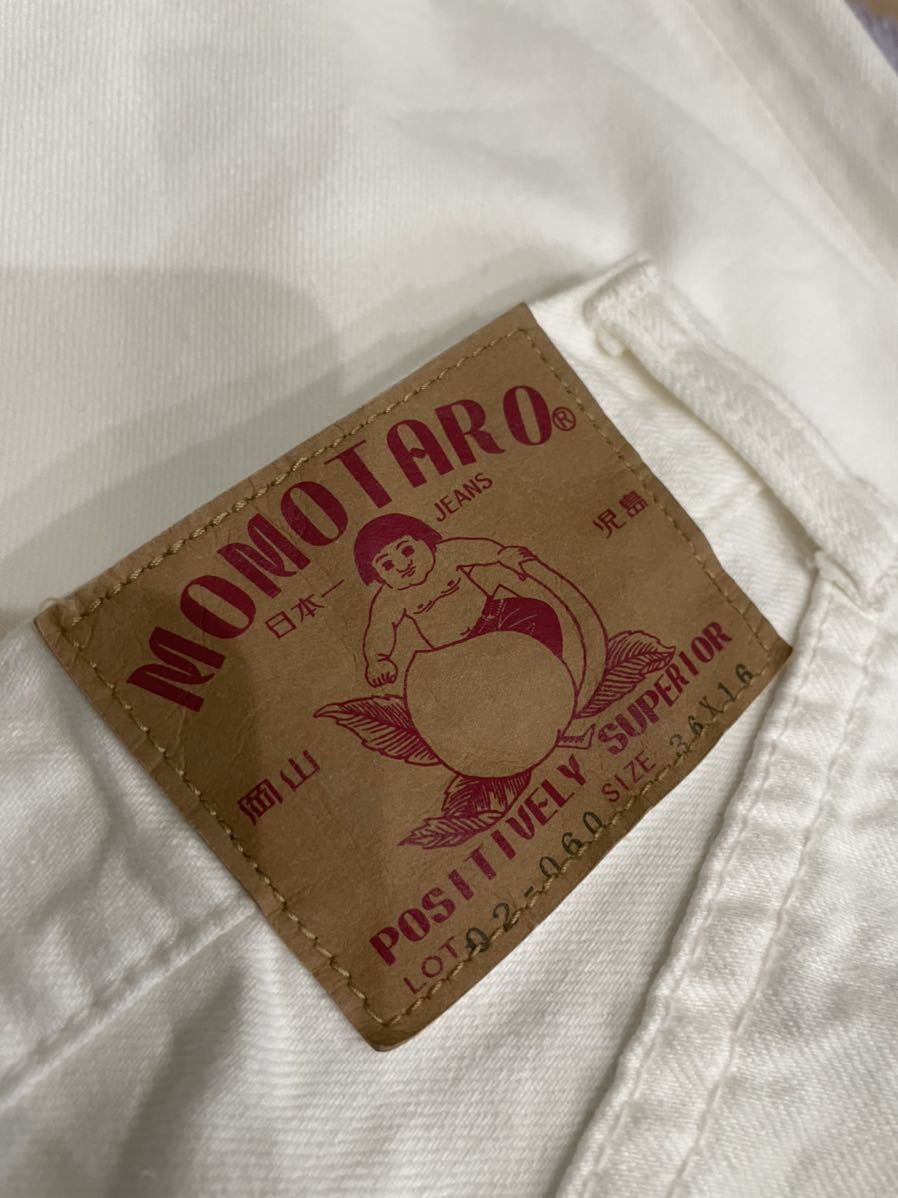 MOMOTARO®
JEANS
日本一
児島
岡山
POSITIVELY SUPERIOR
LOT 02-060 SIZE 36X16